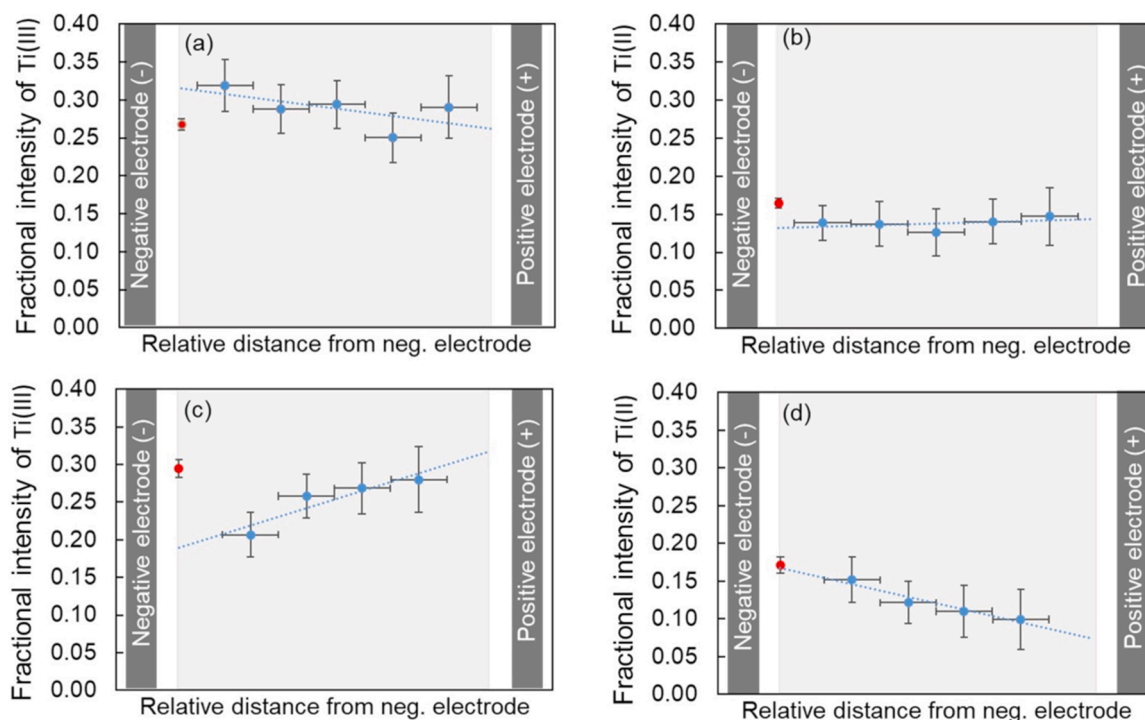 Fractional intensity of Ti(III)
0.40
0.35
0.30
0.25
0.20
0.15
0.10
0.05
0.00
Negative electrode (-)
(a)
Positive electrode (+)
Relative distance from neg. electrode
Fractional intensity of Ti(II)
0.40
0.35
0.30
0.25
0.20
0.15
0.10
0.05
0.00
Negative electrode (-)
(b)
Positive electrode (+)
Relative distance from neg. electrode
Fractional intensity of Ti(III)
0.40
0.35
0.30
0.25
0.20
0.15
0.10
0.05
0.00
Negative electrode (-)
(c)
Positive electrode (+)
Relative distance from neg. electrode
Fractional intensity of Ti(II)
0.40
0.35
0.30
0.25
0.20
0.15
0.10
0.05
0.00
Negative electrode (-)
(d)
Positive electrode (+)
Relative distance from neg. electrode